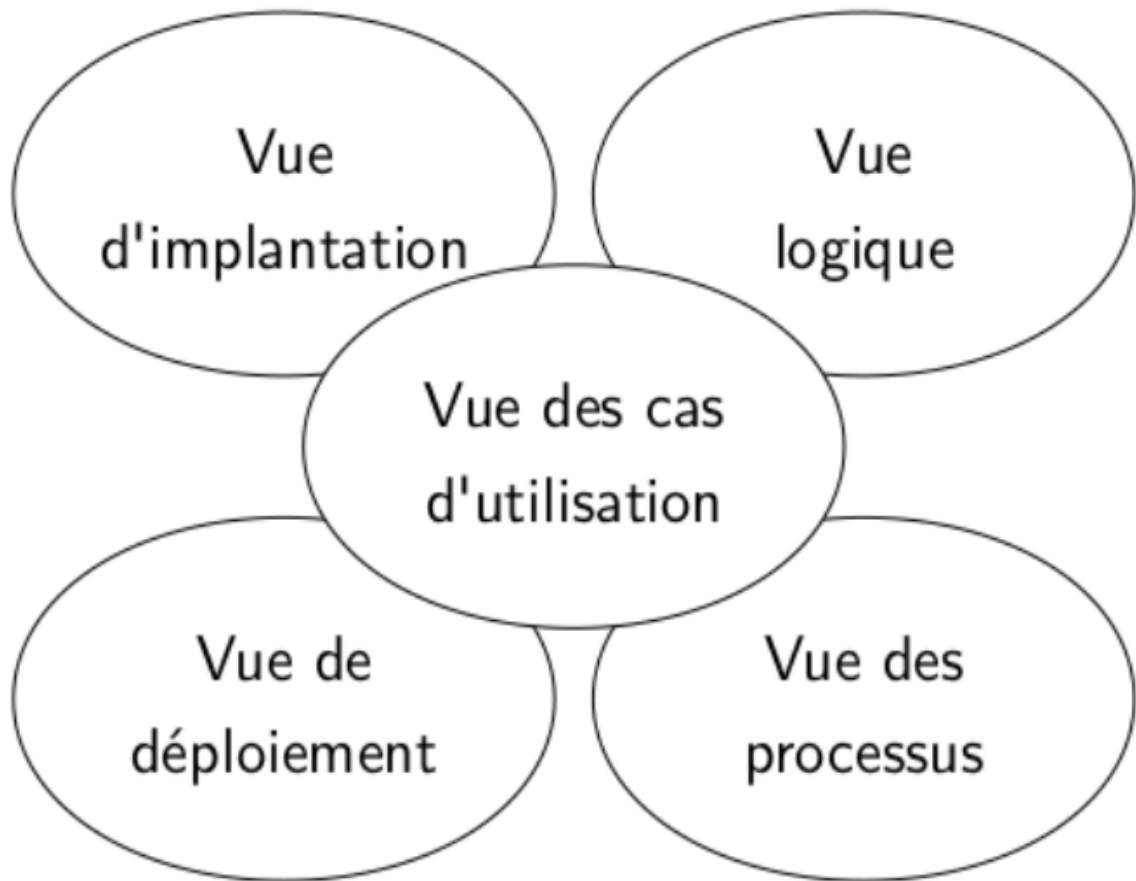 Vue
d'implantation
Vue
logique
Vue des cas
d'utilisation
Vue de
déploiement
Vue des
processus